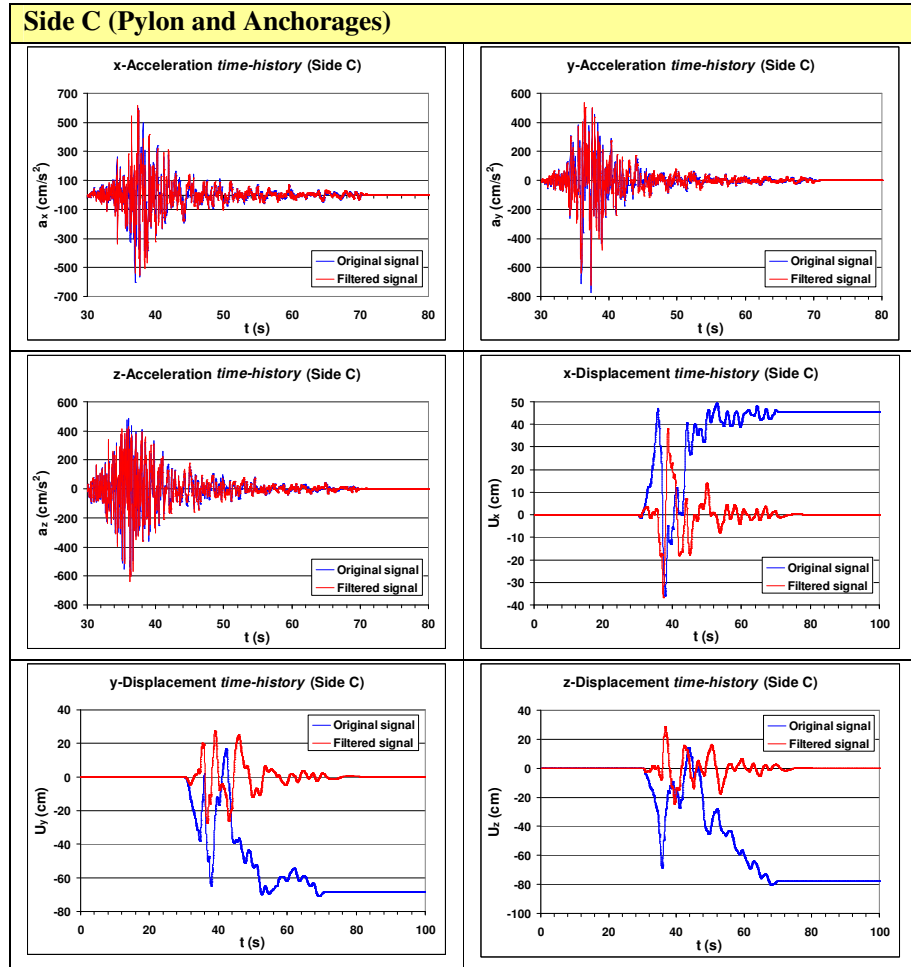 Side C (Pylon and Anchorages)
x-Acceleration time-history (Side C)
700
500
300
100
-100
-300
-500
-700
30 40 50 60 70 80
a x (cm/s²)
t (s)
Original signal
Filtered signal
y-Acceleration time-history (Side C)
600
400
200
0
-200
-400
-600
-800
30 40 50 60 70 80
a y (cm/s²)
t (s)
Original signal
Filtered signal
z-Acceleration time-history (Side C)
600
400
200
0
-200
-400
-600
-800
30 40 50 60 70 80
a z (cm/s²)
t (s)
Original signal
Filtered signal
x-Displacement time-history (Side C)
50
40
30
20
10
0
-10
-20
-30
-40
0 20 40 60 80 100
U x (cm)
t (s)
Original signal
Filtered signal
y-Displacement time-history (Side C)
40
20
0
-20
-40
-60
-80
0 20 40 60 80 100
U y (cm)
t (s)
Original signal
Filtered signal
z-Displacement time-history (Side C)
40
20
0
-20
-40
-60
-80
-100
0 20 40 60 80 100
U z (cm)
t (s)
Original signal
Filtered signal